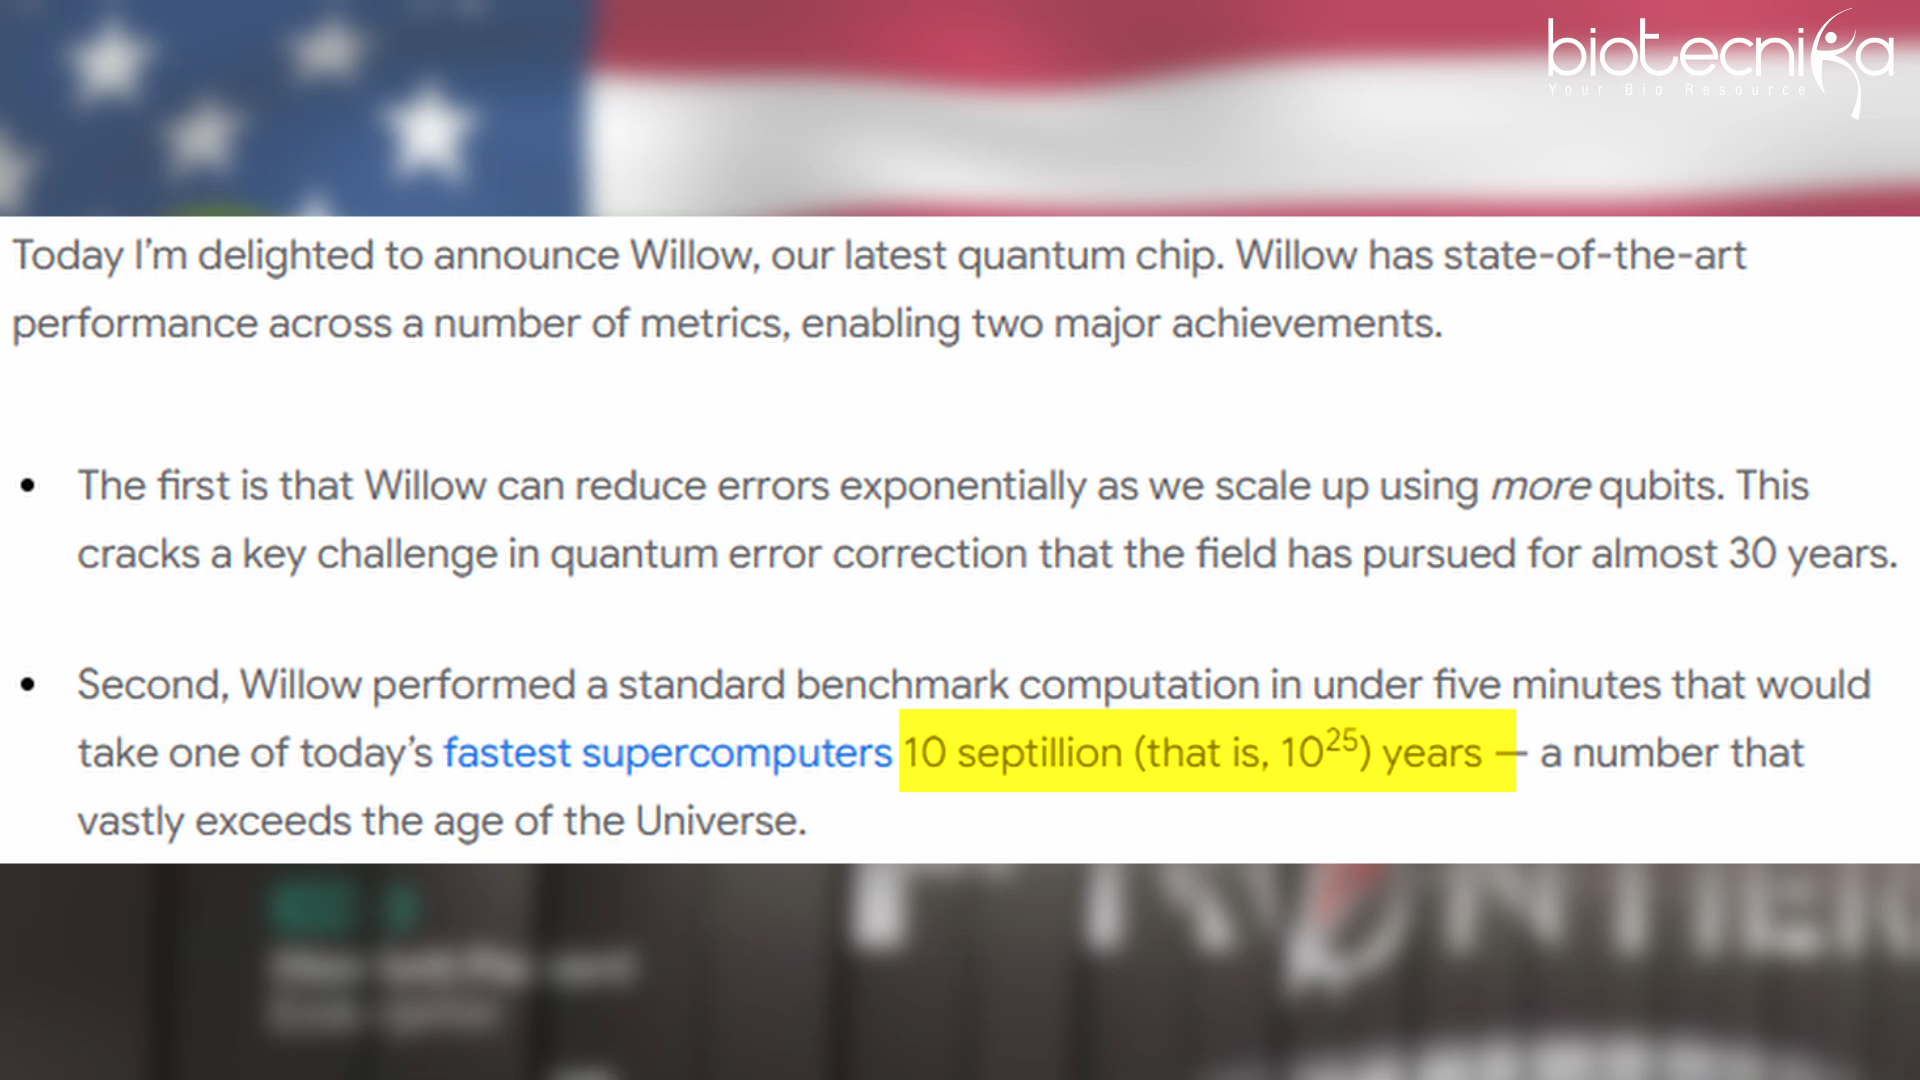 biotecnika
Your Bio Resource
Today I'm delighted to announce Willow, our latest quantum chip. Willow has state-of-the-art
performance across a number of metrics, enabling two major achievements.
• The first is that Willow can reduce errors exponentially as we scale up using more qubits. This
cracks a key challenge in quantum error correction that the field has pursued for almost 30 years.
• Second, Willow performed a standard benchmark computation in under five minutes that would
take one of today's fastest supercomputers 10 septillion (that is, 10²⁵) years — a number that
vastly exceeds the age of the Universe.
FRONTIER